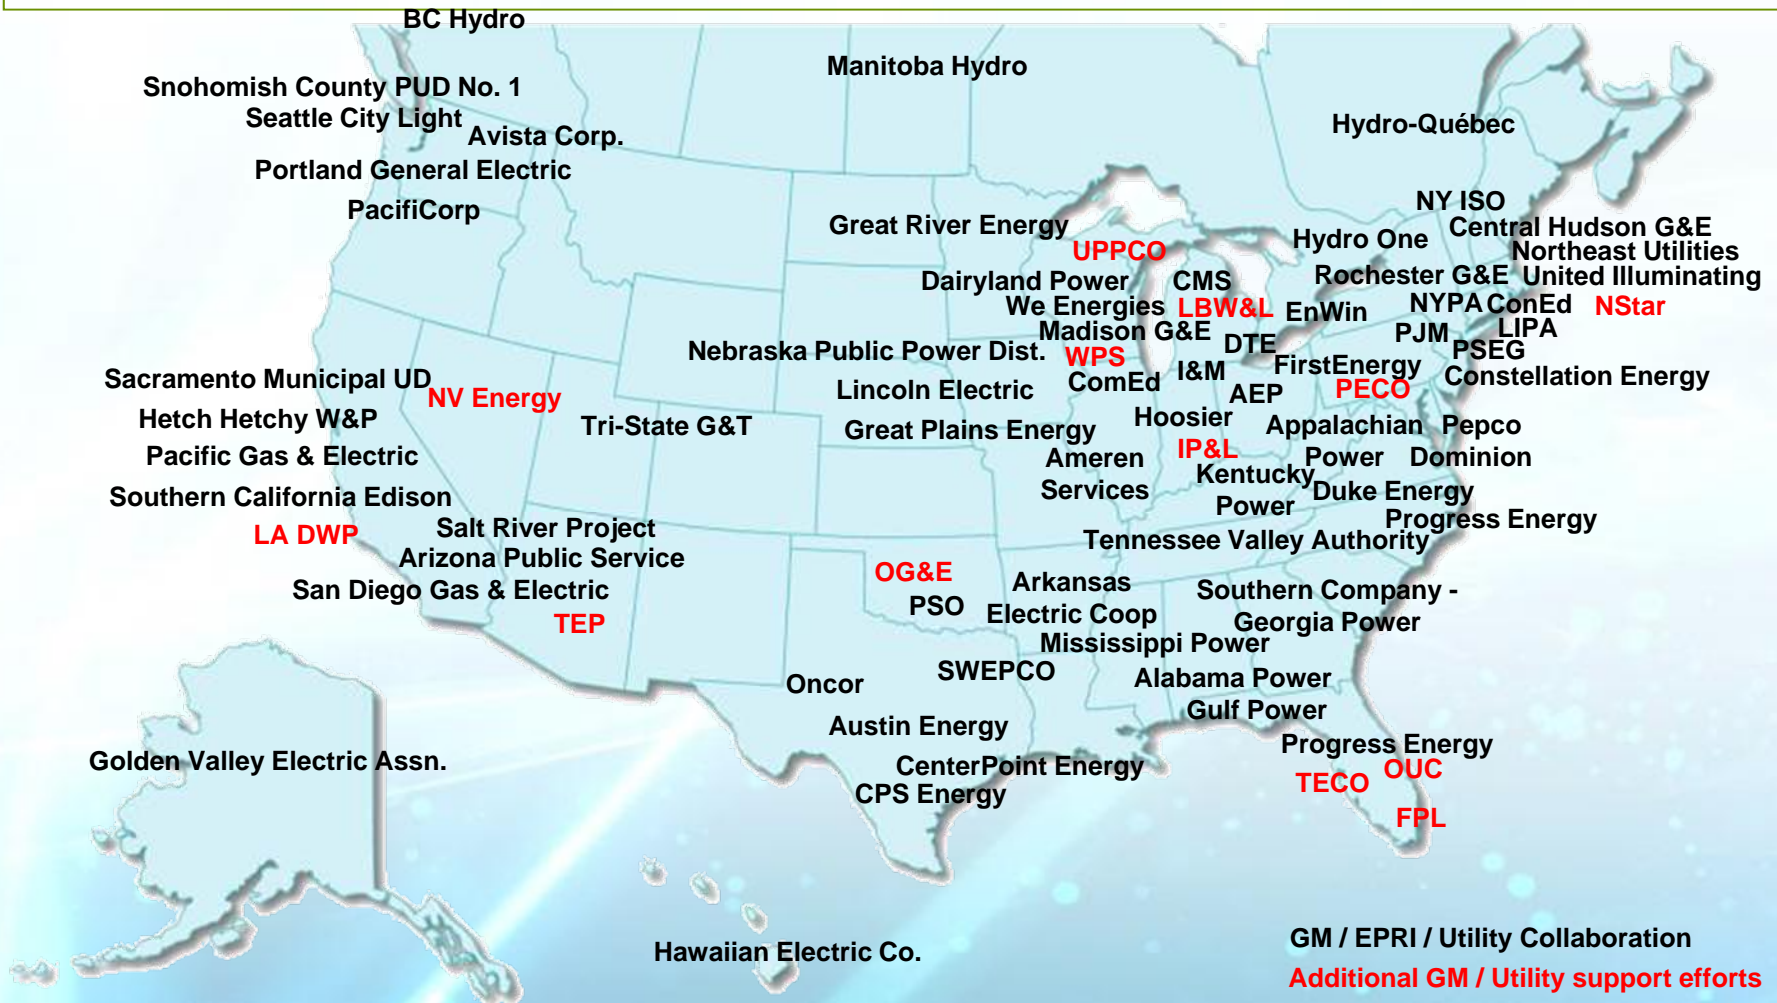 BC Hydro
Manitoba Hydro
Snohomish County PUD No. 1
Seattle City Light
Avista Corp.
Hydro-Québec
Portland General Electric
PacifiCorp
NY ISO
Great River Energy
Central Hudson G&E
Hydro One
UPPCO
Northeast Utilities
Dairyland Power
CMS
Rochester G&E
United Illuminating
We Energies
LBW&L
EnWin
NYPA
ConEd
NStar
Madison G&E
DTE
PJM
LIPA
Nebraska Public Power Dist.
WPS
PSEG
I&M
FirstEnergy
Sacramento Municipal UD
ComEd
Constellation Energy
NV Energy
Lincoln Electric
AEP
PECO
Hetch Hetchy W&P
Tri-State G&T
Great Plains Energy
Hoosier
Appalachian
Power
Pepco
Pacific Gas & Electric
Ameren
Services
IP&L
Dominion
Kentucky
Power
Southern California Edison
Duke Energy
LA DWP
Salt River Project
Progress Energy
Arizona Public Service
Tennessee Valley Authority
San Diego Gas & Electric
OG&E
PSO
Arkansas
Electric Coop
Southern Company -
Georgia Power
TEP
Mississippi Power
Oncor
SWEPCO
Alabama Power
Gulf Power
Austin Energy
Progress Energy
Golden Valley Electric Assn.
CenterPoint Energy
OUC
TECO
CPS Energy
FPL
Hawaiian Electric Co.
GM / EPRI / Utility Collaboration
Additional GM / Utility support efforts